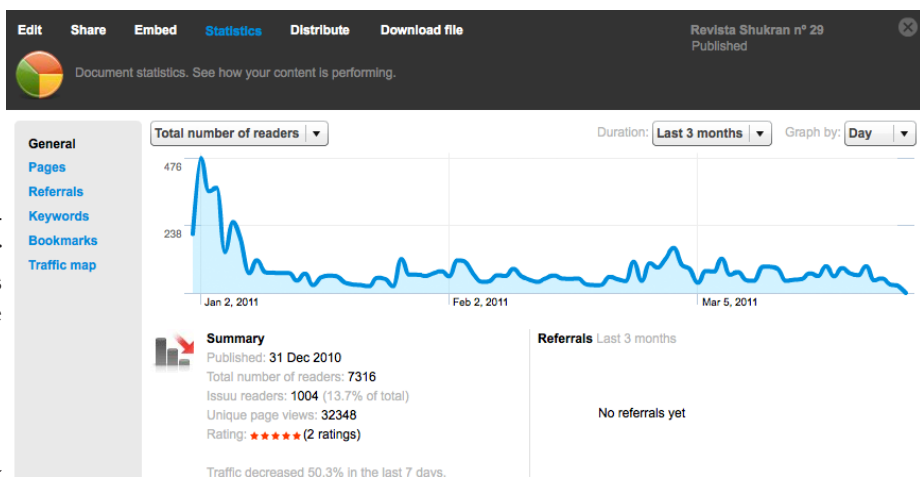 Edit Share Embed Statistics Distribute Download file
Revista Shukran nº 29
Published
Document statistics. See how your content is performing.
General
Pages
Referrals
Keywords
Bookmarks
Traffic map
Total number of readers
Duration: Last 3 months Graph by: Day
476
238
Jan 2, 2011 Feb 2, 2011 Mar 5, 2011
Summary
Published: 31 Dec 2010
Total number of readers: 7316
Issuu readers: 1004 (13.7% of total)
Unique page views: 32348
Rating: ★★★★★ (2 ratings)
Traffic decreased 50.3% in the last 7 days.
Referrals Last 3 months
No referrals yet